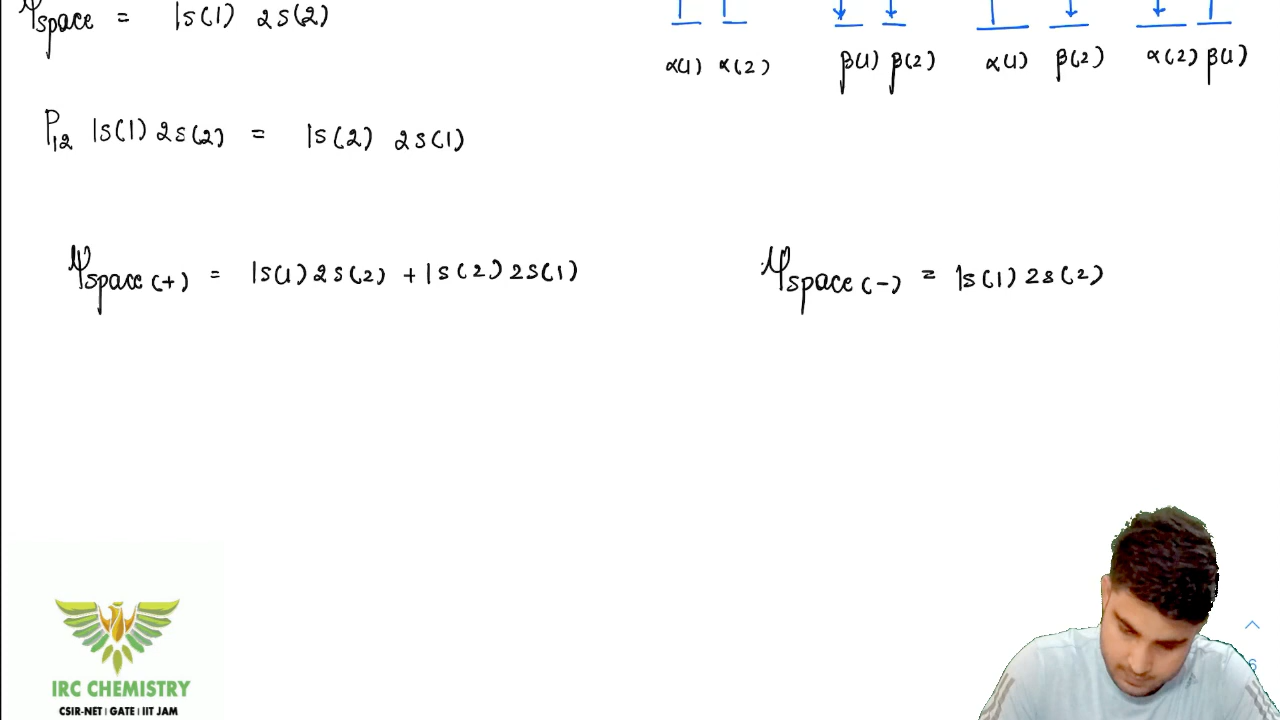 ψspace = 1s(1) 2s(2)
α(1) α(2) β(1) β(2) α(1) β(2) α(2) β(1)
P12 1s(1) 2s(2) = 1s(2) 2s(1)
ψspace (+) = 1s(1) 2s(2) + 1s(2) 2s(1)
ψspace (-) = 1s(1) 2s(2)
6
IRC CHEMISTRY
CSIR-NET | GATE | IIT JAM